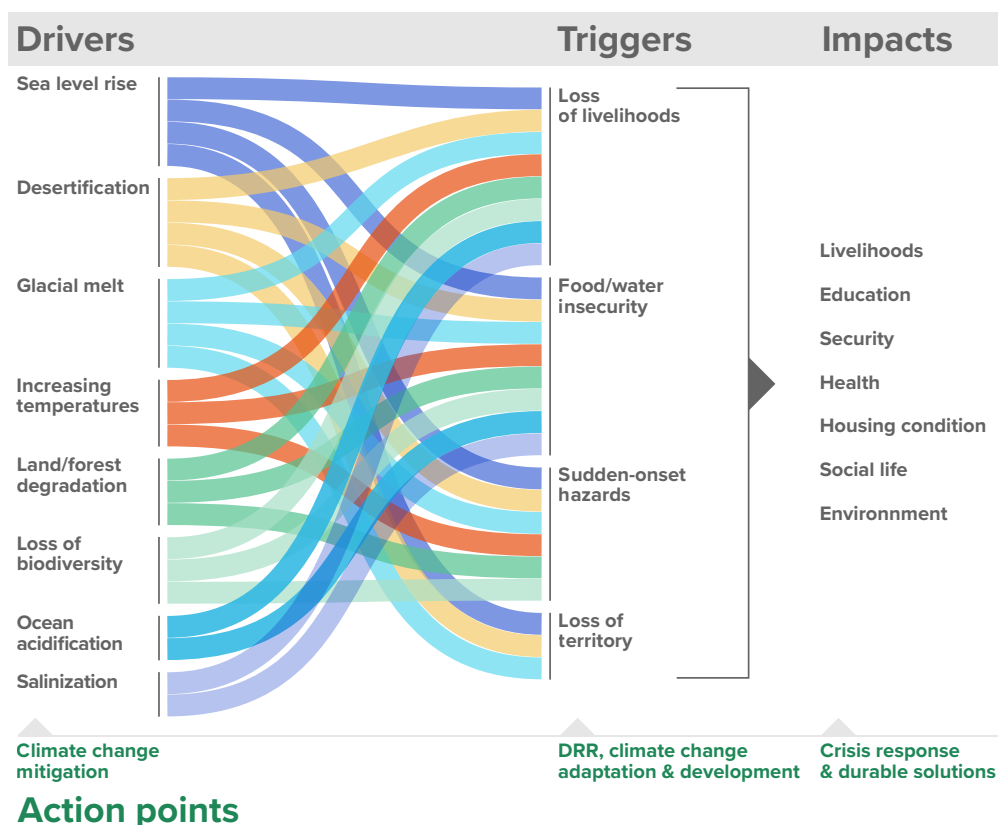 Drivers
Triggers
Impacts
Sea level rise
Desertification
Glacial melt
Increasing
temperatures
Land/forest
degradation
Loss of
biodiversity
Ocean
acidification
Salinization
Loss
of livelihoods
Food/water
insecurity
Sudden-onset
hazards
Loss of
territory
Livelihoods
Education
Security
Health
Housing condition
Social life
Environnment
Climate change
mitigation
DRR, climate change
adaptation & development
Crisis response
& durable solutions
Action points